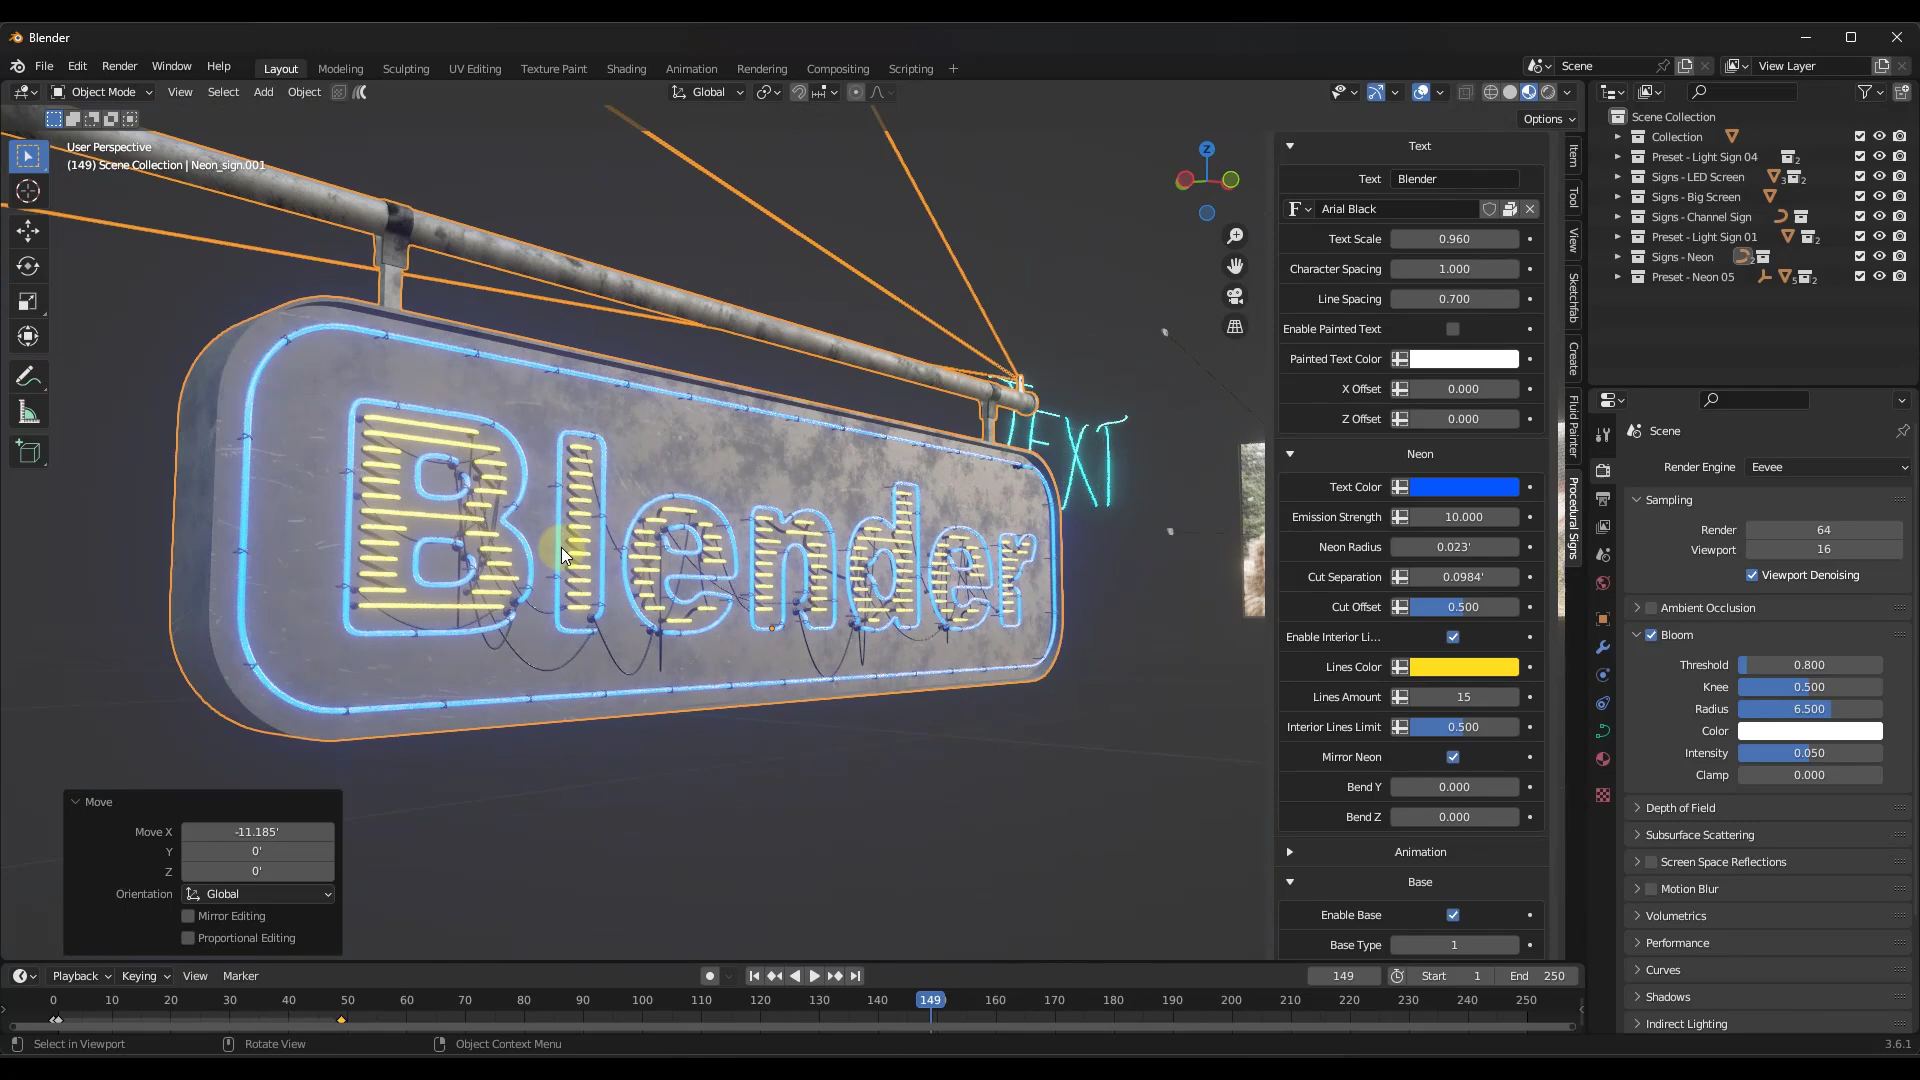 Blender
File Edit Render Window Help
Layout Modeling Sculpting UV Editing Texture Paint Shading Animation Rendering Compositing Scripting +
Scene
View Layer
Object Mode View Select Add Object
Global
Options
User Perspective
(149) Scene Collection | Neon_sign.001
Z
TEXT
Blender
Text
Text Blender
F Arial Black
Text Scale 0.960
Character Spacing 1.000
Line Spacing 0.700
Enable Painted Text
Painted Text Color
X Offset 0.000
Z Offset 0.000
Neon
Text Color
Emission Strength 10.000
Neon Radius 0.023'
Cut Separation 0.0984'
Cut Offset 0.500
Enable Interior Li...
Lines Color
Lines Amount 15
Interior Lines Limit 0.500
Mirror Neon
Bend Y 0.000
Bend Z 0.000
Animation
Base
Enable Base
Base Type 1
Item
Tool
View
Sketchfab
Create
Fluid Painter
Procedural Signs
Scene Collection
Collection
Preset - Light Sign 04 2
Signs - LED Screen 3 2
Signs - Big Screen
Signs - Channel Sign
Preset - Light Sign 01 2
Signs - Neon 2
Preset - Neon 05 5 2
Scene
Render Engine Eevee
Sampling
Render 64
Viewport 16
Viewport Denoising
Ambient Occlusion
Bloom
Threshold 0.800
Knee 0.500
Radius 6.500
Color
Intensity 0.050
Clamp 0.000
Depth of Field
Subsurface Scattering
Screen Space Reflections
Motion Blur
Volumetrics
Performance
Curves
Shadows
Indirect Lighting
Move
Move X -11.185'
Y 0'
Z 0'
Orientation Global
Mirror Editing
Proportional Editing
Playback Keying View Marker
149 Start 1 End 250
0 10 20 30 40 50 60 70 80 90 100 110 120 130 140 149 160 170 180 190 200 210 220 230 240 250
Select in Viewport Rotate View Object Context Menu
3.6.1